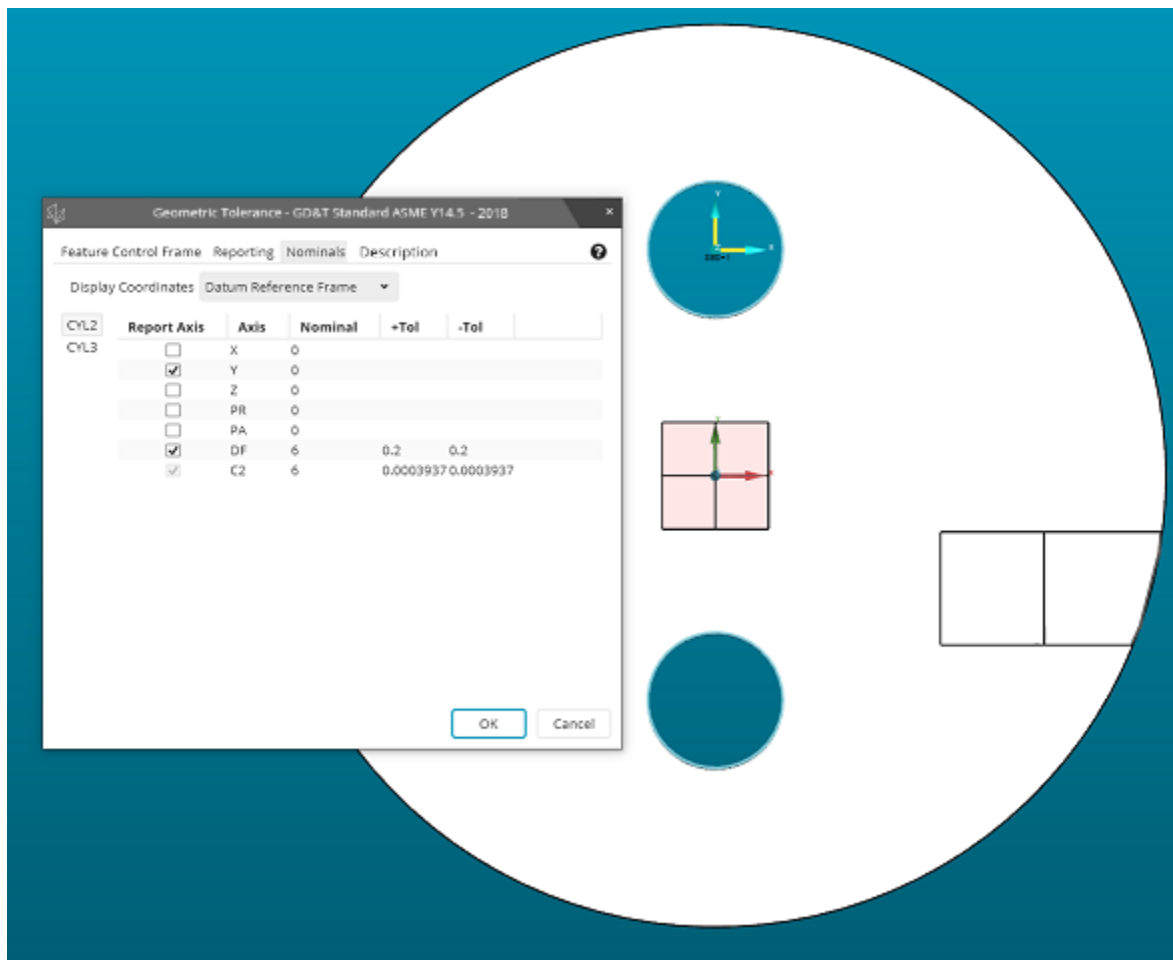 Geometric Tolerance - GD&T Standard ASME Y14.5 - 2018 ×
Feature Control Frame Reporting Nominals Description ?
Display Coordinates Datum Reference Frame
CYL2 Report Axis Axis Nominal +Tol -Tol
CYL3
X 0
Y 0
Z 0
PR 0
PA 0
DF 6 0.2 0.2
C2 6 0.0003937 0.0003937
OK Cancel
Y
X
Y